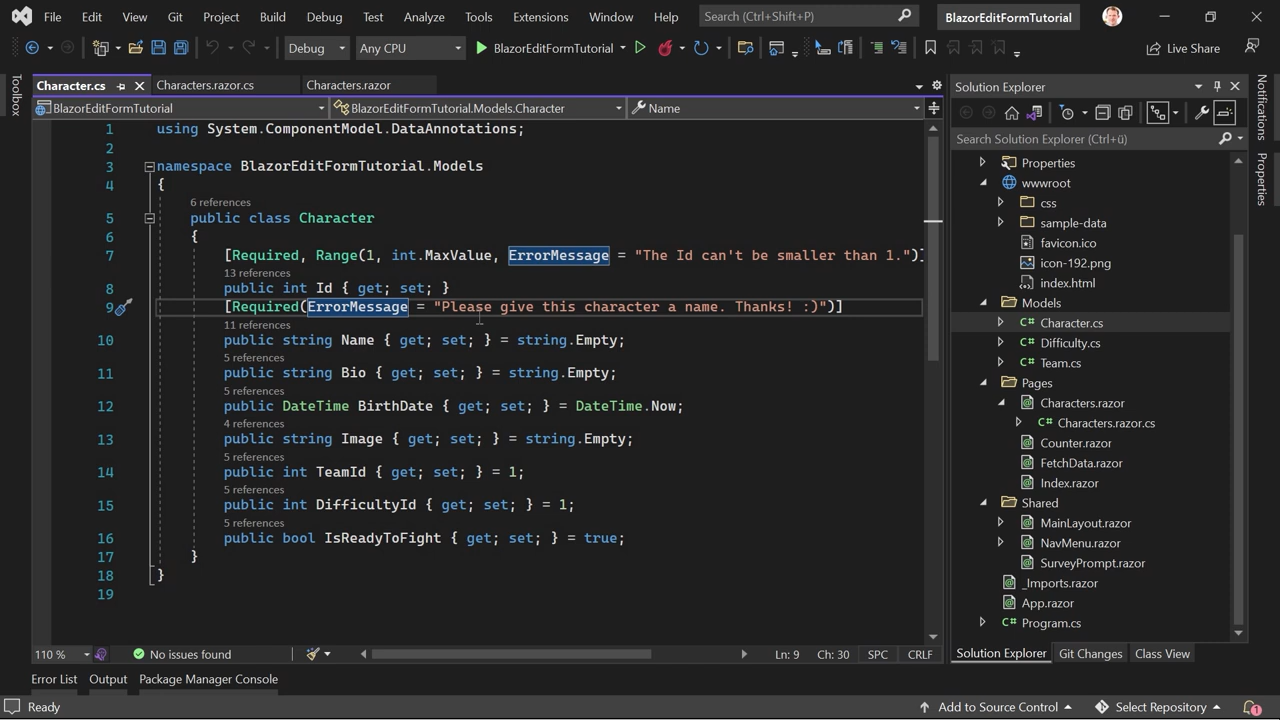 File Edit View Git Project Build Debug Test Analyze Tools Extensions Window Help Search (Ctrl+Shift+P) BlazorEditFormTutorial
Debug Any CPU BlazorEditFormTutorial Live Share
Toolbox
Character.cs Characters.razor.cs Characters.razor
BlazorEditFormTutorial BlazorEditFormTutorial.Models.Character Name
1 using System.ComponentModel.DataAnnotations;
2
3 namespace BlazorEditFormTutorial.Models
4 {
6 references
5 public class Character
6 {
7 [Required, Range(1, int.MaxValue, ErrorMessage = "The Id can't be smaller than 1.")]
13 references
8 public int Id { get; set; }
9 [Required(ErrorMessage = "Please give this character a name. Thanks! :)")]
11 references
10 public string Name { get; set; } = string.Empty;
5 references
11 public string Bio { get; set; } = string.Empty;
5 references
12 public DateTime BirthDate { get; set; } = DateTime.Now;
4 references
13 public string Image { get; set; } = string.Empty;
5 references
14 public int TeamId { get; set; } = 1;
5 references
15 public int DifficultyId { get; set; } = 1;
5 references
16 public bool IsReadyToFight { get; set; } = true;
17 }
18 }
19
110 % No issues found Ln: 9 Ch: 30 SPC CRLF
Solution Explorer
Search Solution Explorer (Ctrl+ü)
Properties
wwwroot
css
sample-data
favicon.ico
icon-192.png
index.html
Models
Character.cs
Difficulty.cs
Team.cs
Pages
Characters.razor
Characters.razor.cs
Counter.razor
FetchData.razor
Index.razor
Shared
MainLayout.razor
NavMenu.razor
SurveyPrompt.razor
_Imports.razor
App.razor
Program.cs
Solution Explorer Git Changes Class View
Notifications
Properties
Error List Output Package Manager Console
Ready Add to Source Control Select Repository 1